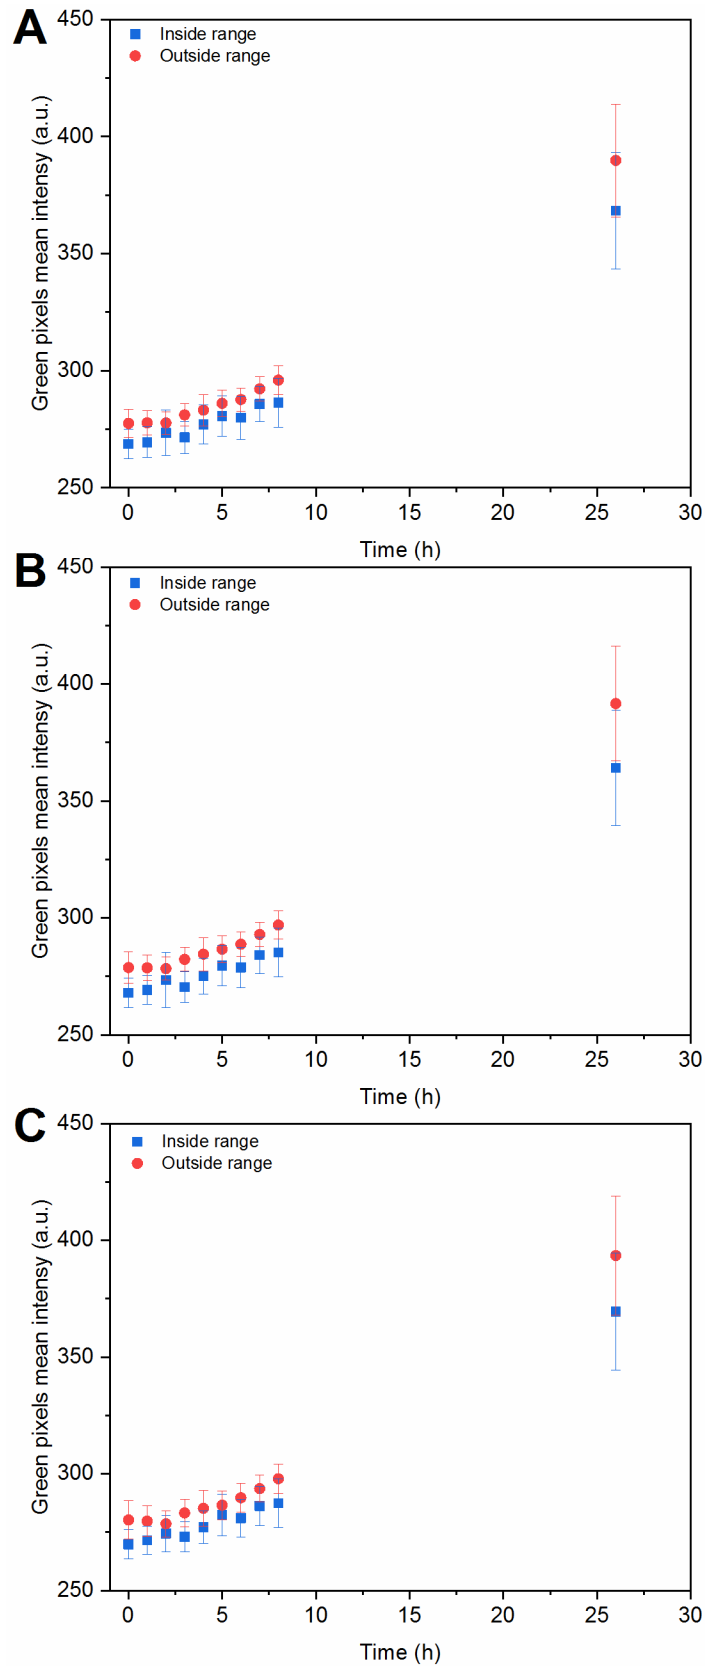 A
Inside range
Outside range
Green pixels mean intensy (a.u.)
450
400
350
300
250
0 5 10 15 20 25 30
Time (h)
B
Inside range
Outside range
Green pixels mean intensy (a.u.)
450
400
350
300
250
0 5 10 15 20 25 30
Time (h)
C
Inside range
Outside range
Green pixels mean intensy (a.u.)
450
400
350
300
250
0 5 10 15 20 25 30
Time (h)